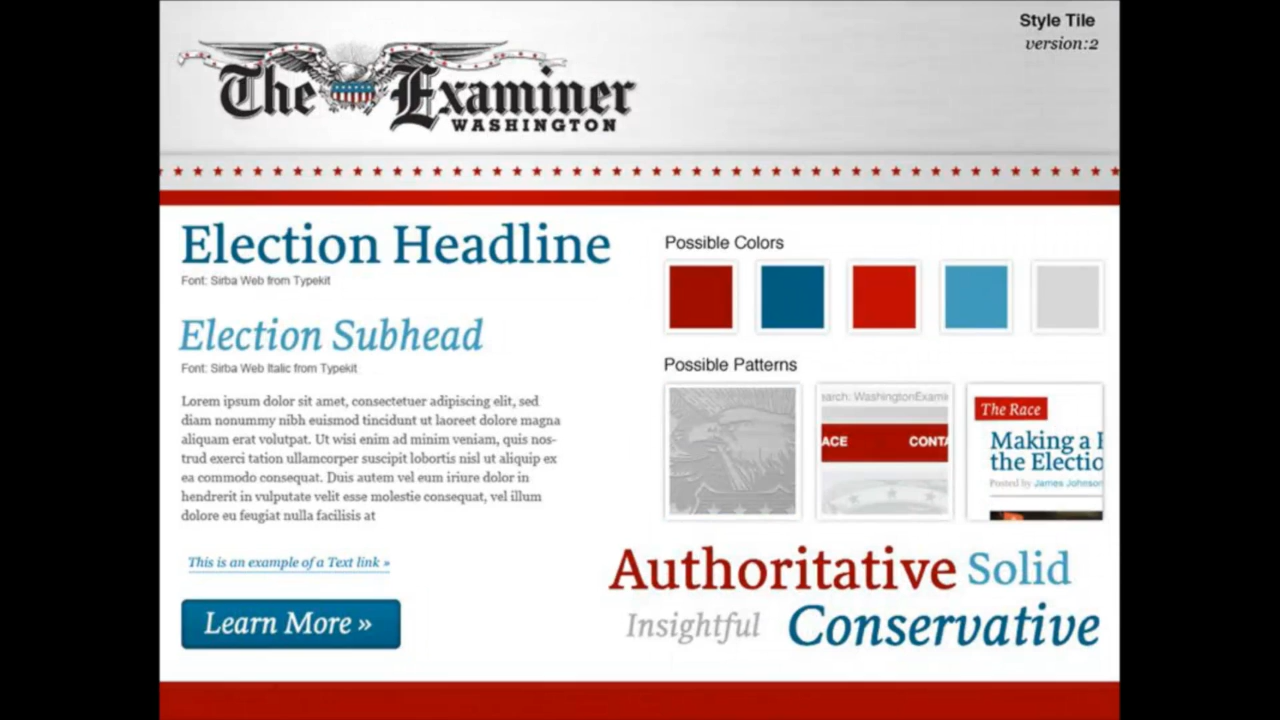 Style Tile
version:2
The Examiner
WASHINGTON
Election Headline
Font: Sirba Web from Typekit
Election Subhead
Font: Sirba Web Italic from Typekit
Lorem ipsum dolor sit amet, consectetuer adipiscing elit, sed
diam nonummy nibh euismod tincidunt ut laoreet dolore magna
aliquam erat volutpat. Ut wisi enim ad minim veniam, quis nos-
trud exerci tation ullamcorper suscipit lobortis nisl ut aliquip ex
ea commodo consequat. Duis autem vel eum iriure dolor in
hendrerit in vulputate velit esse molestie consequat, vel illum
dolore eu feugiat nulla facilisis at
This is an example of a Text link »
Learn More »
Possible Colors
Possible Patterns
earch: WashingtonExami
ACE CONTA
The Race
Making a
the Electio
Posted by James Johnson
Authoritative Solid
Insightful Conservative